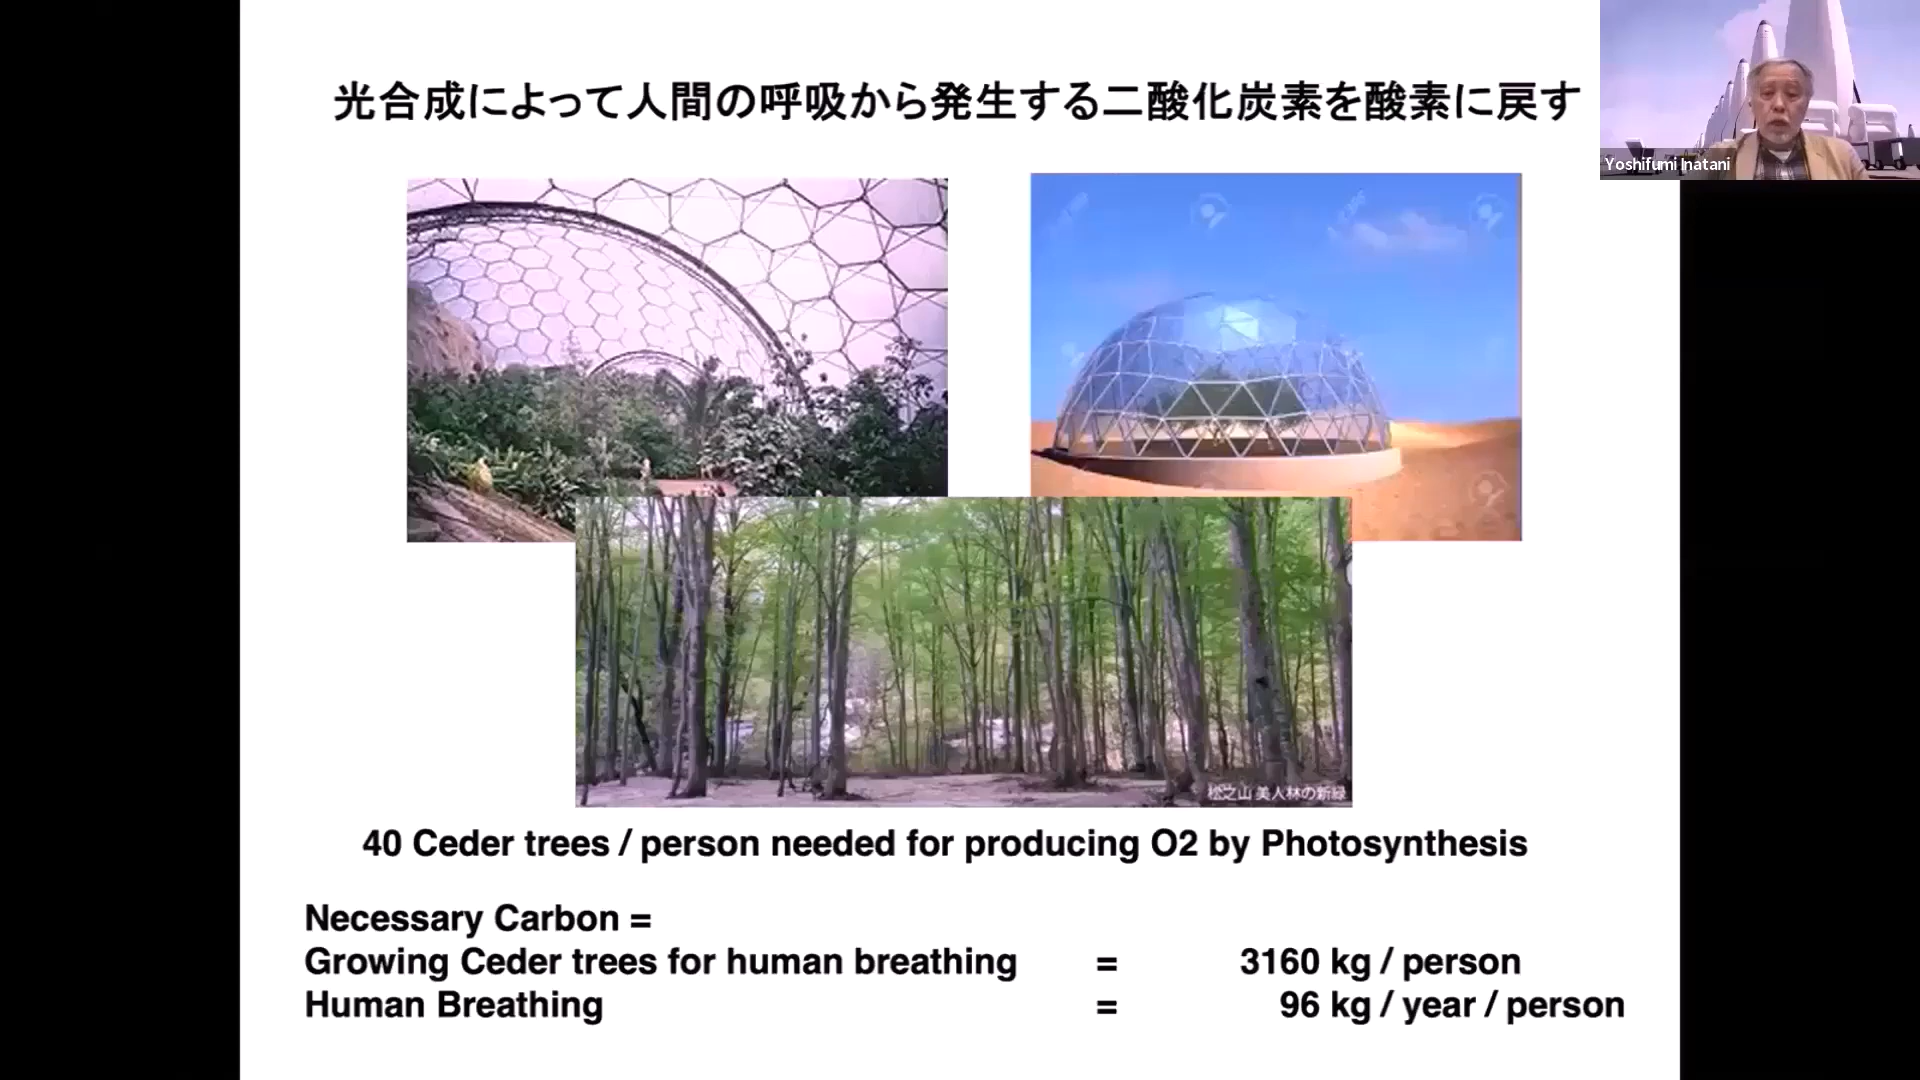 光合成によって人間の呼吸から発生する二酸化炭素を酸素に戻す
Yoshifumi Inatani
松之山 美人林の新緑
40 Ceder trees / person needed for producing O2 by Photosynthesis
Necessary Carbon =
Growing Ceder trees for human breathing = 3160 kg / person
Human Breathing = 96 kg / year / person